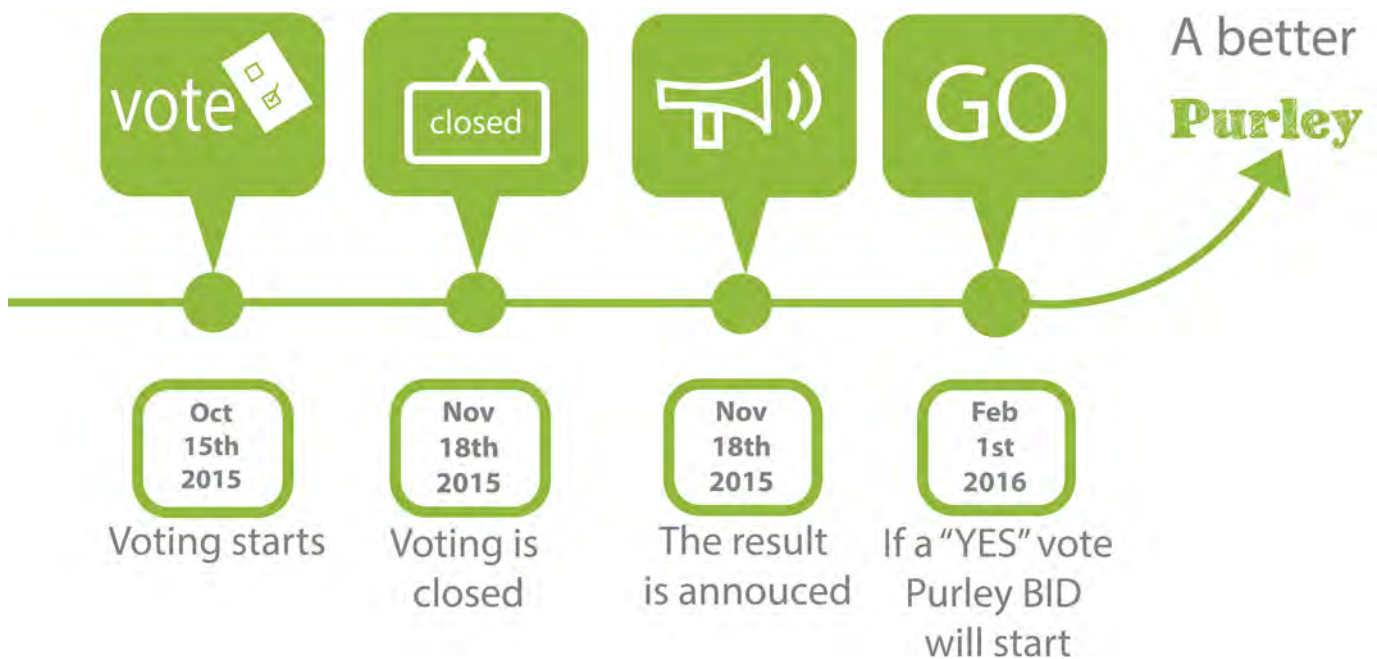 vote
closed
GO
A better
Purley
Oct
15th
2015
Voting starts
Nov
18th
2015
Voting is
closed
Nov
18th
2015
The result
is annouced
Feb
1st
2016
If a “YES” vote
Purley BID
will start